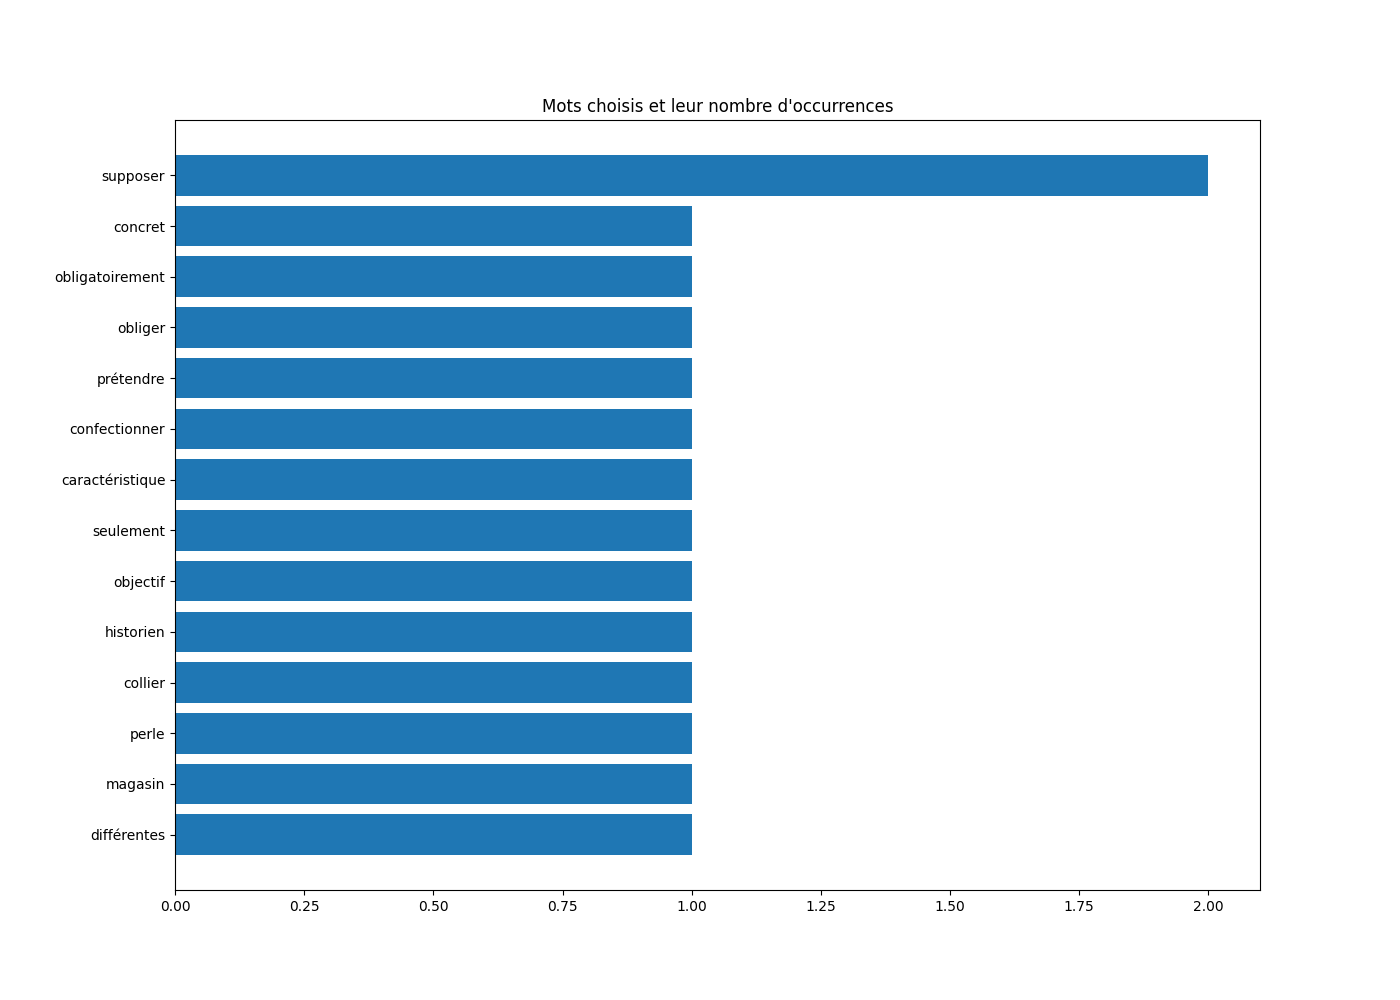 Mots choisis et leur nombre d'occurrences
supposer
concret
obligatoirement
obliger
prétendre
confectionner
caractéristique
seulement
objectif
historien
collier
perle
magasin
différentes
0.00 0.25 0.50 0.75 1.00 1.25 1.50 1.75 2.00